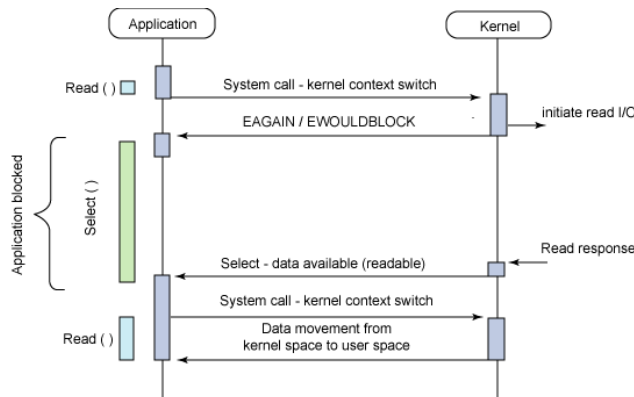 Application
Kernel
Read ( )
System call - kernel context switch
initiate read I/O
EAGAIN / EWOULDBLOCK
Application blocked
Select ( )
Read response
Select - data available (readable)
System call - kernel context switch
Read ( )
Data movement from
kernel space to user space